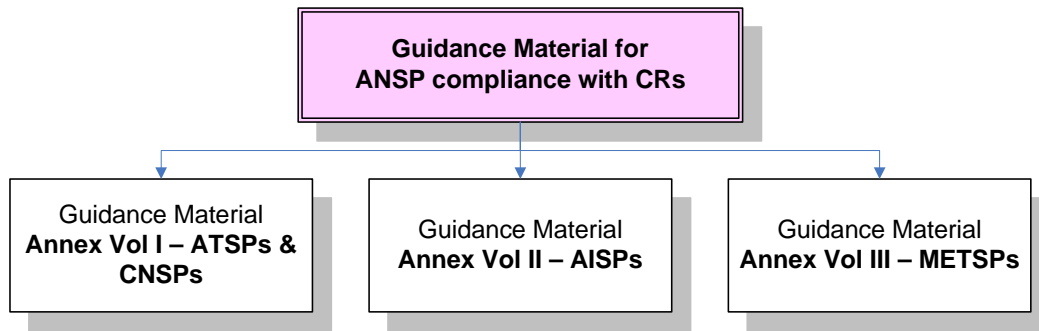 Guidance Material for
ANSP compliance with CRs
Guidance Material
Annex Vol I – ATSPs &
CNSPs
Guidance Material
Annex Vol II – AISPs
Guidance Material
Annex Vol III – METSPs